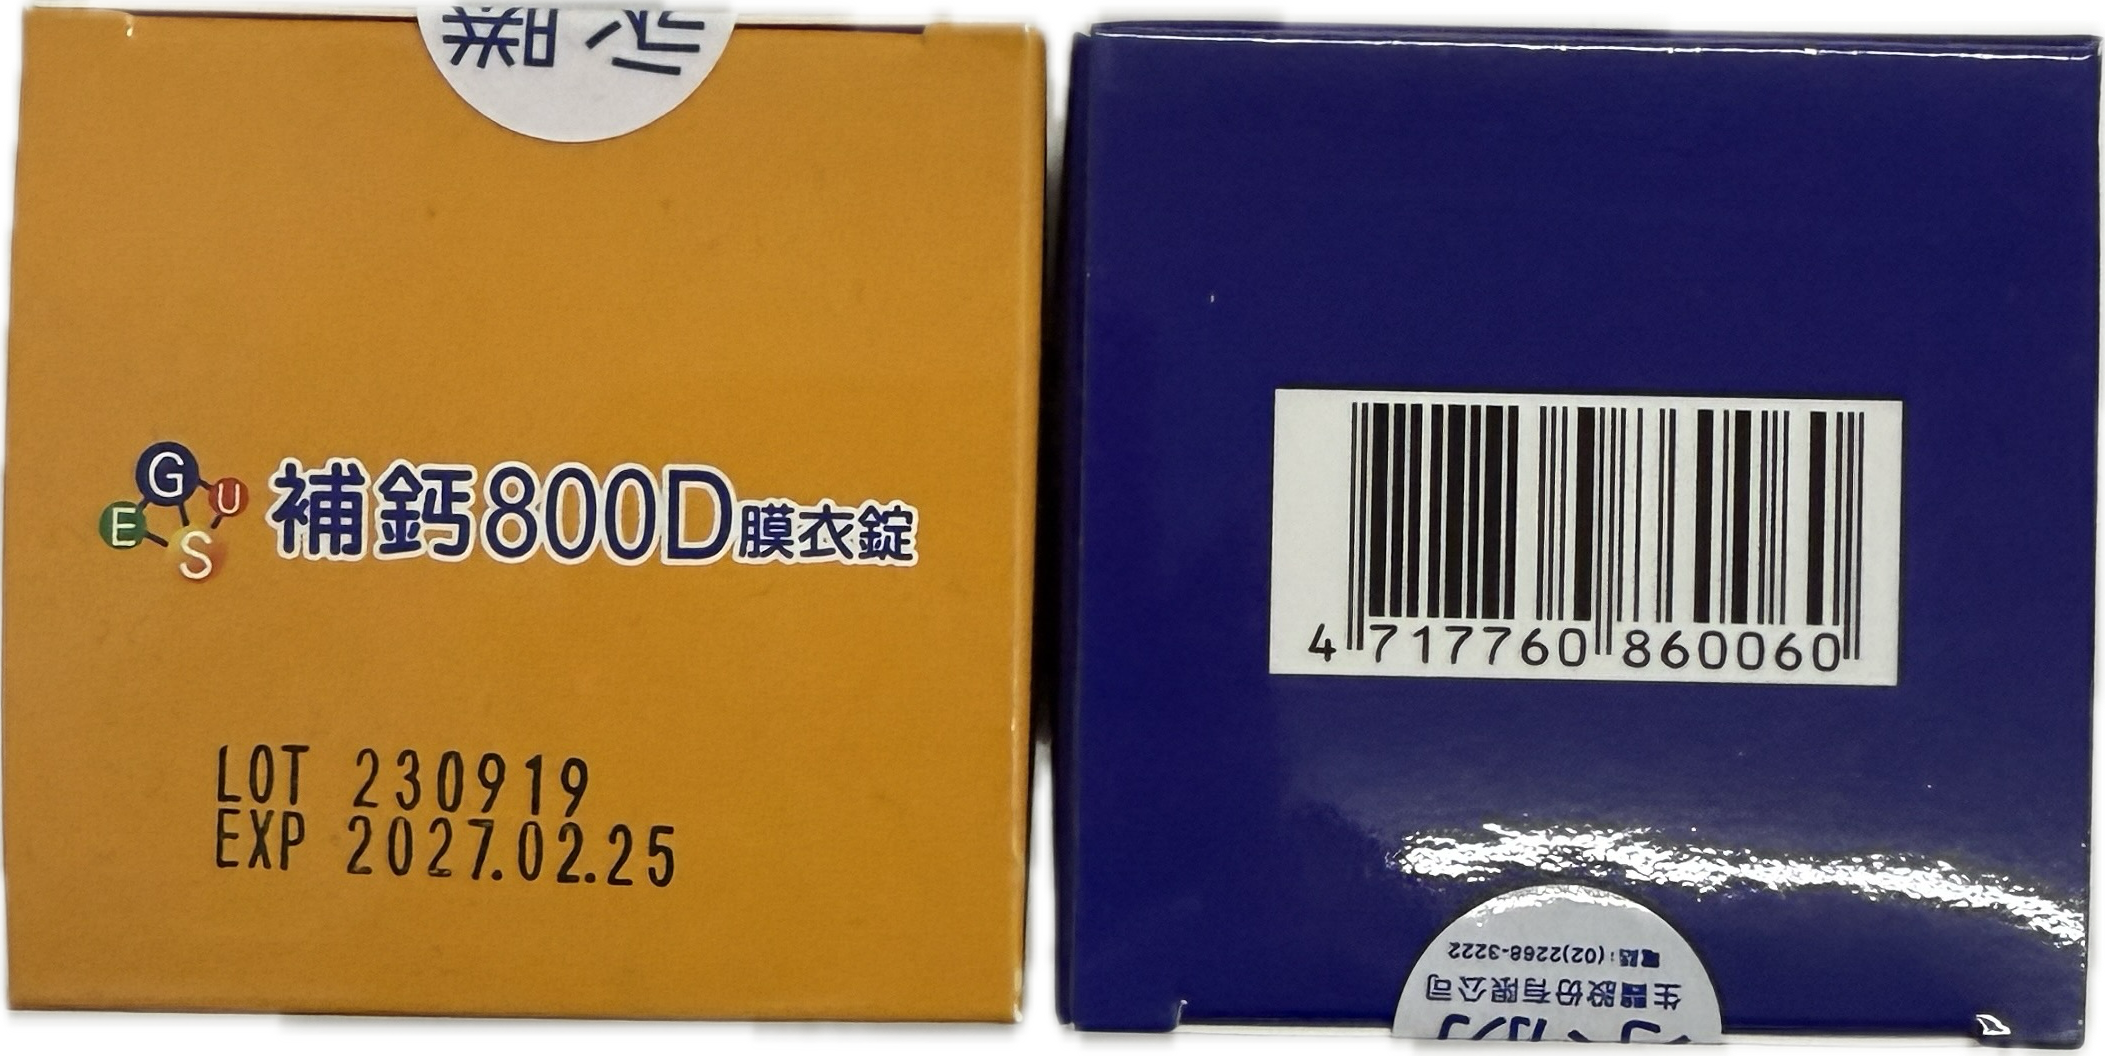 GUES
補鈣800D膜衣錠
LOT 230919
EXP 2027.02.25
4 717760 860060
電話:(02)2268-3222
生醫股份有限公司